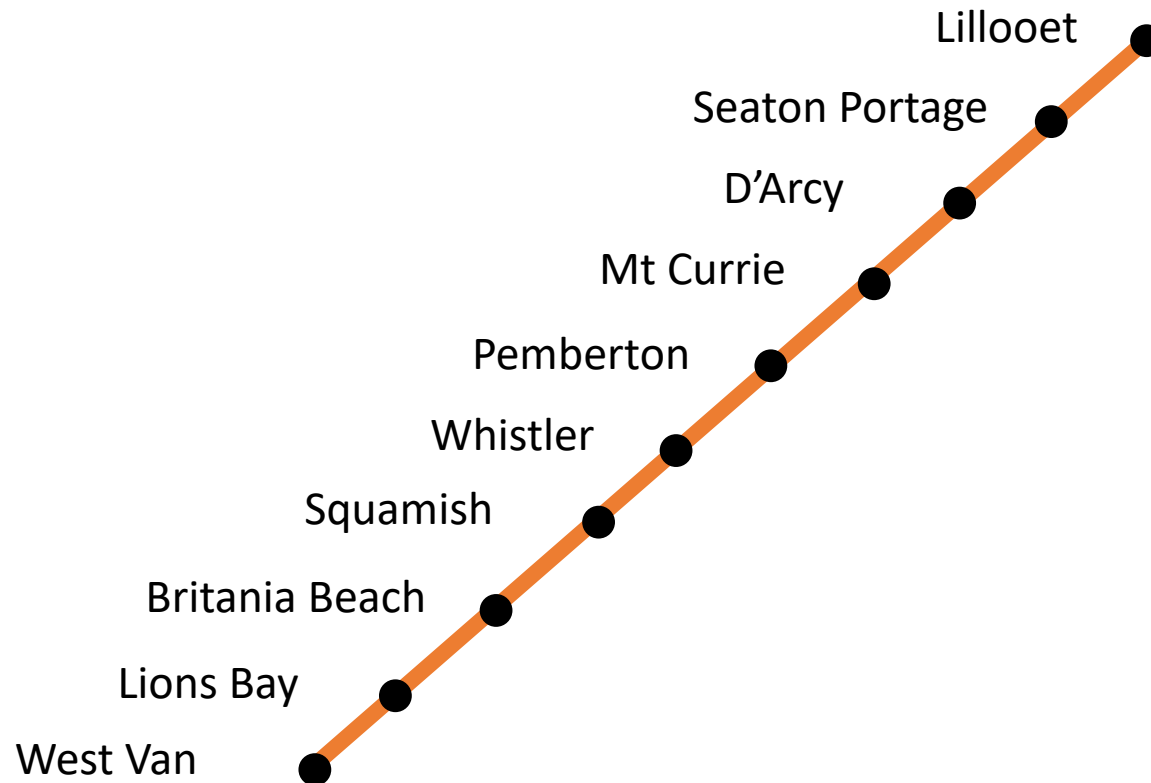 Lillooet
Seaton Portage
D’Arcy
Mt Currie
Pemberton
Whistler
Squamish
Britania Beach
Lions Bay
West Van